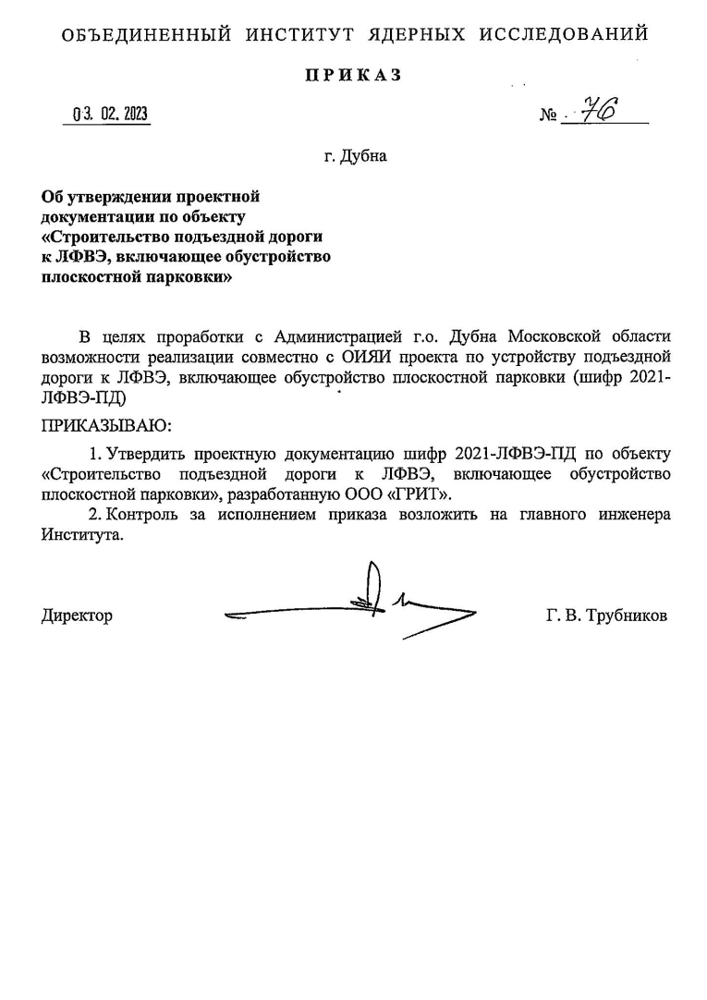 ОБЪЕДИНЕННЫЙ ИНСТИТУТ ЯДЕРНЫХ ИССЛЕДОВАНИЙ
ПРИКАЗ
03. 02. 2023 № 76
г. Дубна
Об утверждении проектной
документации по объекту
«Строительство подъездной дороги
к ЛФВЭ, включающее обустройство
плоскостной парковки»
В целях проработки с Администрацией г.о. Дубна Московской области
возможности реализации совместно с ОИЯИ проекта по устройству подъездной
дороги к ЛФВЭ, включающее обустройство плоскостной парковки (шифр 2021-
ЛФВЭ-ПД)
ПРИКАЗЫВАЮ:
1. Утвердить проектную документацию шифр 2021-ЛФВЭ-ПД по объекту
«Строительство подъездной дороги к ЛФВЭ, включающее обустройство
плоскостной парковки», разработанную ООО «ГРИТ».
2. Контроль за исполнением приказа возложить на главного инженера
Института.
Директор Г. В. Трубников